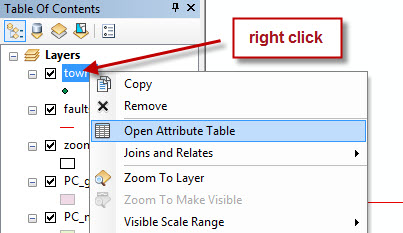 Table Of Contents
right click
Layers
town
Copy
fault
Remove
Open Attribute Table
zoom
Joins and Relates
Zoom To Layer
PC_g
Zoom To Make Visible
PC_r
Visible Scale Range